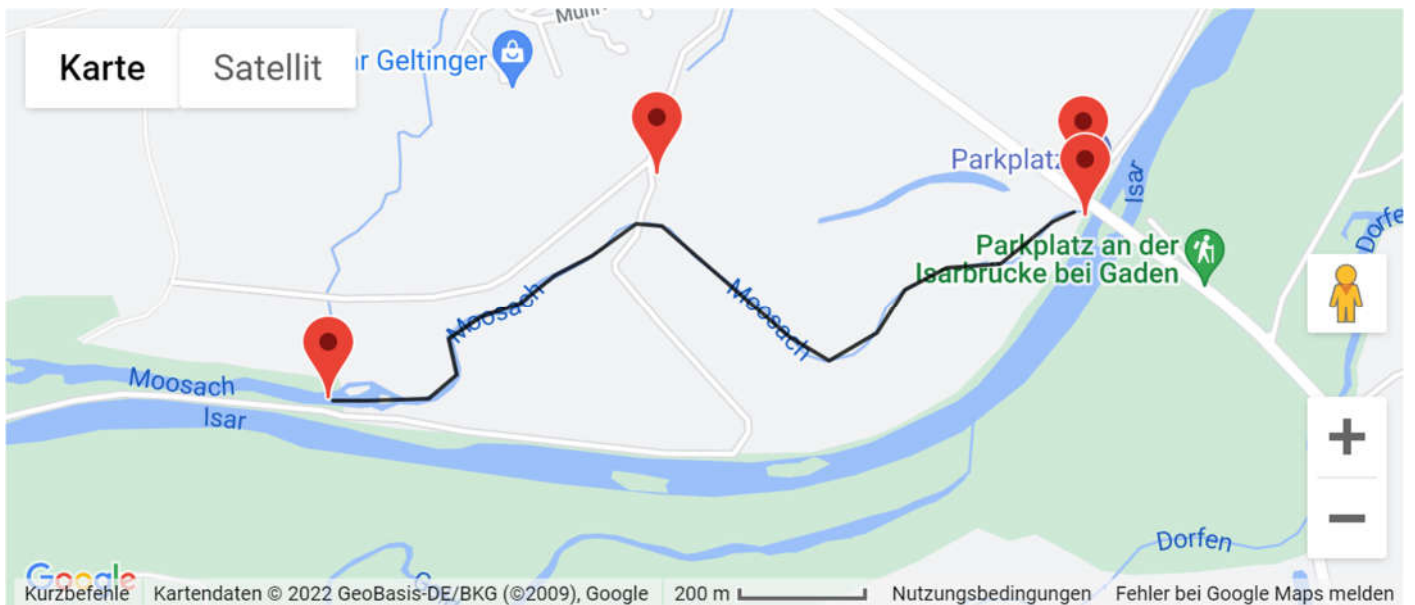 Karte
Satellit
r Geltinger
Parkplatz
Isar
Dorfe
Parkplatz an der
Isarbrücke bei Gaden
Moosach
Moosach
Moosach
Isar
Dorfen
Google
Kurzbefehle
Kartendaten © 2022 GeoBasis-DE/BKG (©2009), Google
200 m
Nutzungsbedingungen
Fehler bei Google Maps melden